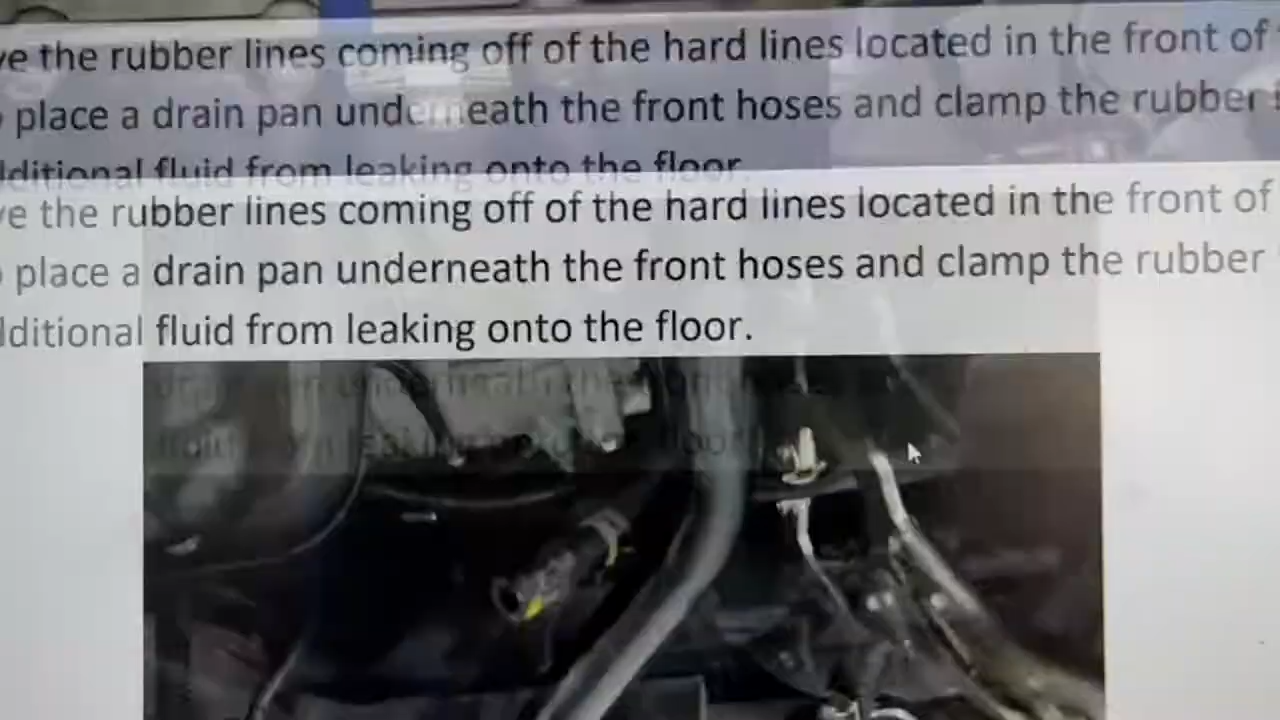 ve the rubber lines coming off of the hard lines located in the front of
place a drain pan underneath the front hoses and clamp the rubber
dditional fluid from leaking onto the floor.
e the rubber lines coming off of the hard lines located in the front of
place a drain pan underneath the front hoses and clamp the rubber
dditional fluid from leaking onto the floor.